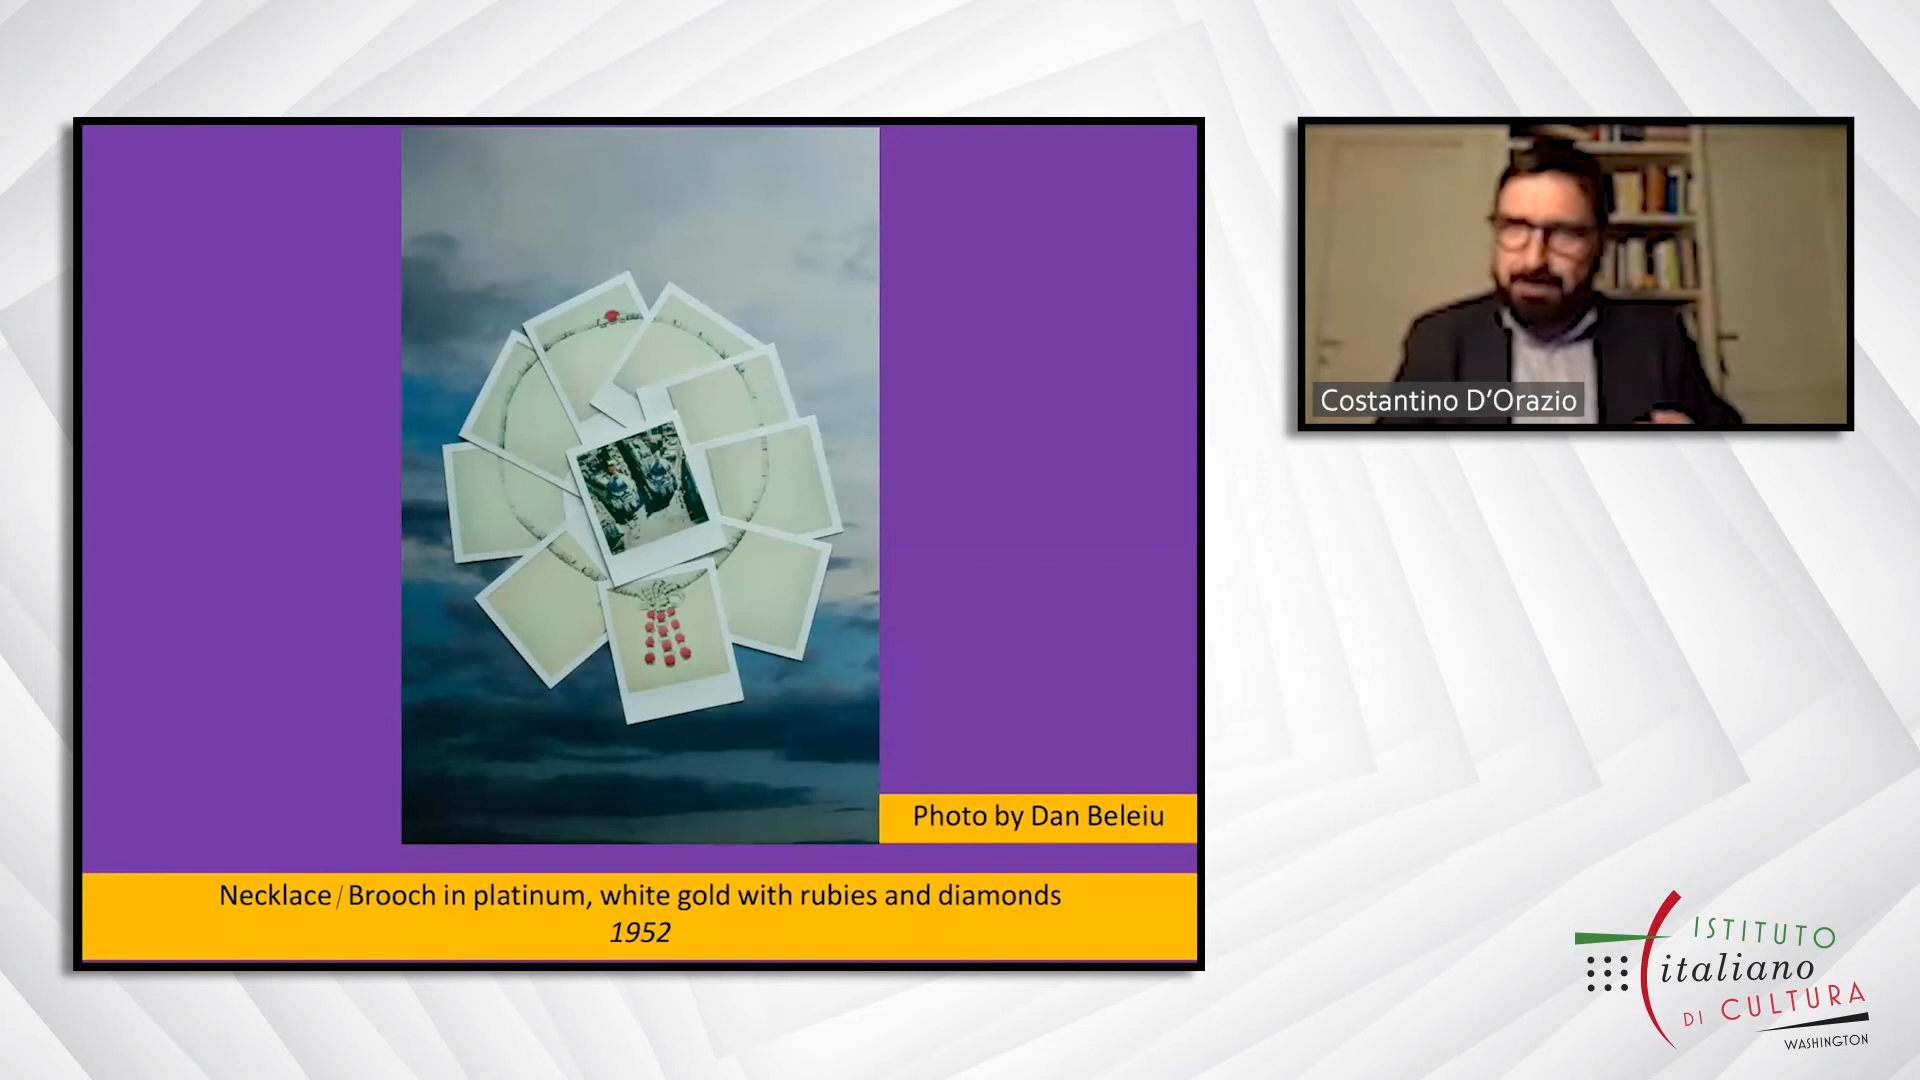 Costantino D'Orazio
Photo by Dan Beleiu
Necklace / Brooch in platinum, white gold with rubies and diamonds
1952
ISTITUTO
italiano
DI CULTURA
WASHINGTON